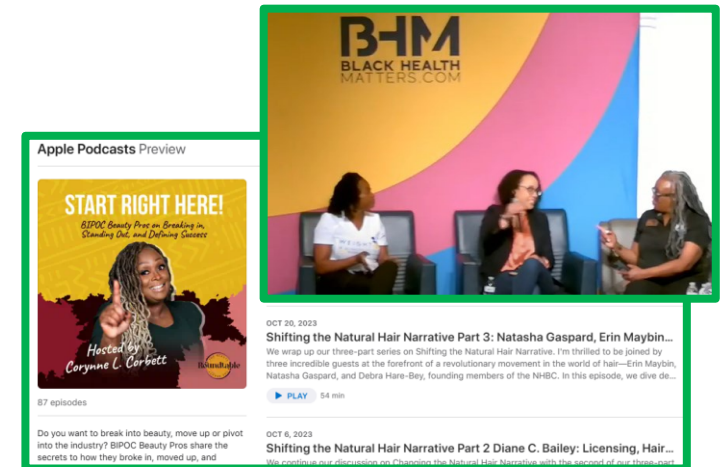 BHM
BLACK HEALTH
MATTERS.COM
Apple Podcasts Preview
START RIGHT HERE!
BIPOC Beauty Pros on Breaking in,
Standing Out, and Defining Success
Hosted by
Corynne L. Corbett
RoundTable
87 episodes
Do you want to break into beauty, move up or pivot
into the industry? BIPOC Beauty Pros share the
secrets to how they broke in, moved up, and
OCT 20, 2023
Shifting the Natural Hair Narrative Part 3: Natasha Gaspard, Erin Maybin...
We wrap up our three-part series on Shifting the Natural Hair Narrative. I'm thrilled to be joined by
three incredible guests at the forefront of a revolutionary movement in the world of hair—Erin Maybin,
Natasha Gaspard, and Debra Hare-Bey, founding members of the NHBC. In this episode, we dive de...
PLAY 54 min
OCT 6, 2023
Shifting the Natural Hair Narrative Part 2 Diane C. Bailey: Licensing, Hair...
We continue our discussion on Changing the Natural Hair Narrative with the second of our three-part